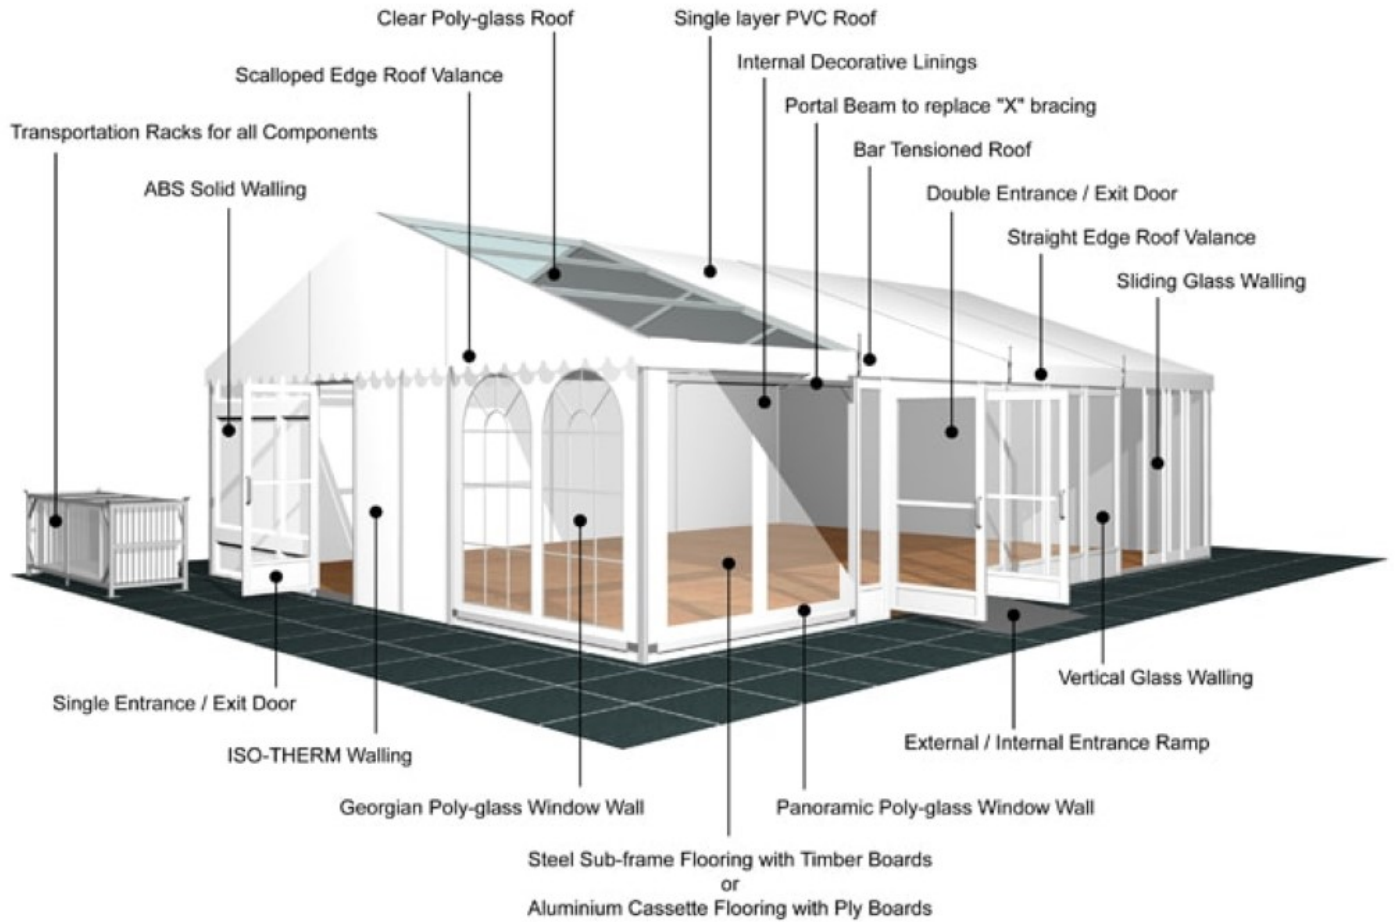 Clear Poly-glass Roof
Single layer PVC Roof
Internal Decorative Linings
Scalloped Edge Roof Valance
Portal Beam to replace "X" bracing
Transportation Racks for all Components
Bar Tensioned Roof
ABS Solid Walling
Double Entrance / Exit Door
Straight Edge Roof Valance
Sliding Glass Walling
Vertical Glass Walling
Single Entrance / Exit Door
External / Internal Entrance Ramp
ISO-THERM Walling
Georgian Poly-glass Window Wall
Panoramic Poly-glass Window Wall
Steel Sub-frame Flooring with Timber Boards
or
Aluminium Cassette Flooring with Ply Boards